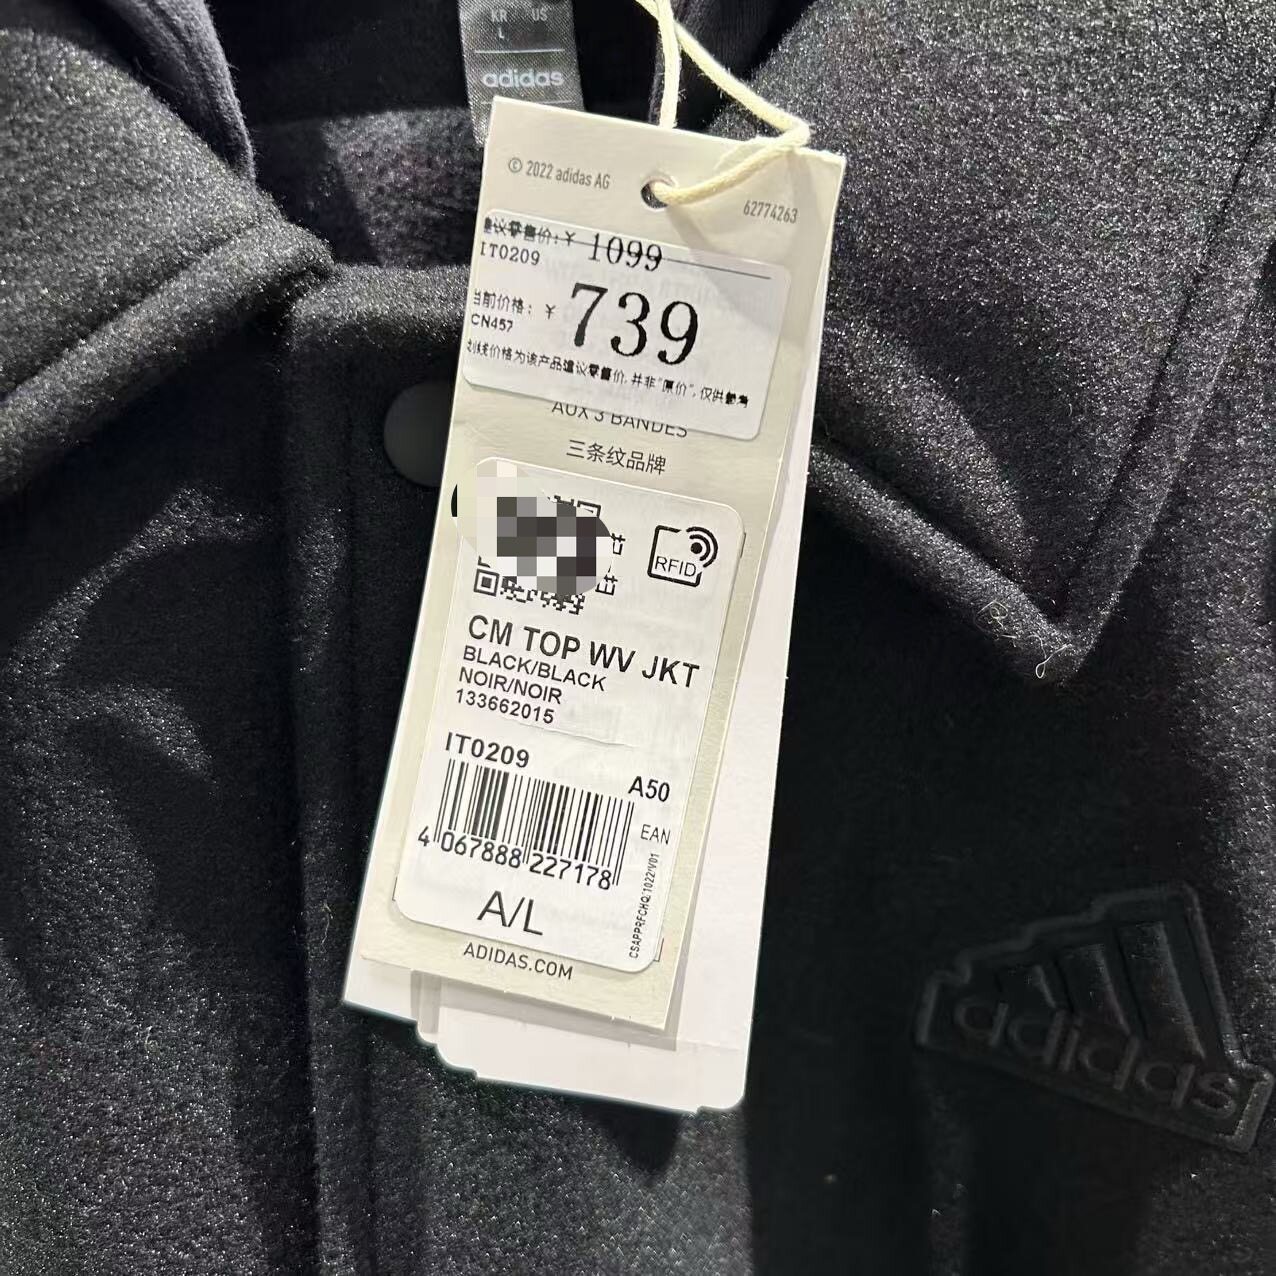 KR US
L
adidas
© 2022 adidas AG
62774263
建议零售价:¥ 1099
IT0209
当前价格:¥ 739
CN457
划线价格为该产品建议零售价,并非"原价",仅供参考
AUX 3 BANDES
三条纹品牌
RFID
CM TOP WV JKT
BLACK/BLACK
NOIR/NOIR
133662015
IT0209
A50
EAN
4 067888 227178
A/L
ADIDAS.COM
adidas